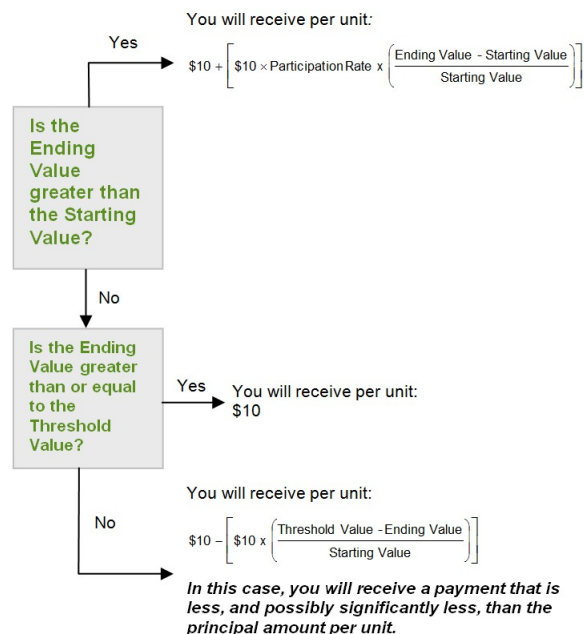 You will receive per unit:
Yes
$10 + [ $10 × Participation Rate x ( Ending Value - Starting Value / Starting Value ) ]
Is the
Ending
Value
greater than
the Starting
Value?
No
Is the Ending
Value greater
than or equal
to the
Threshold
Value?
Yes
You will receive per unit:
$10
You will receive per unit:
No
$10 – [ $10 x ( Threshold Value - Ending Value / Starting Value ) ]
In this case, you will receive a payment that is
less, and possibly significantly less, than the
principal amount per unit.